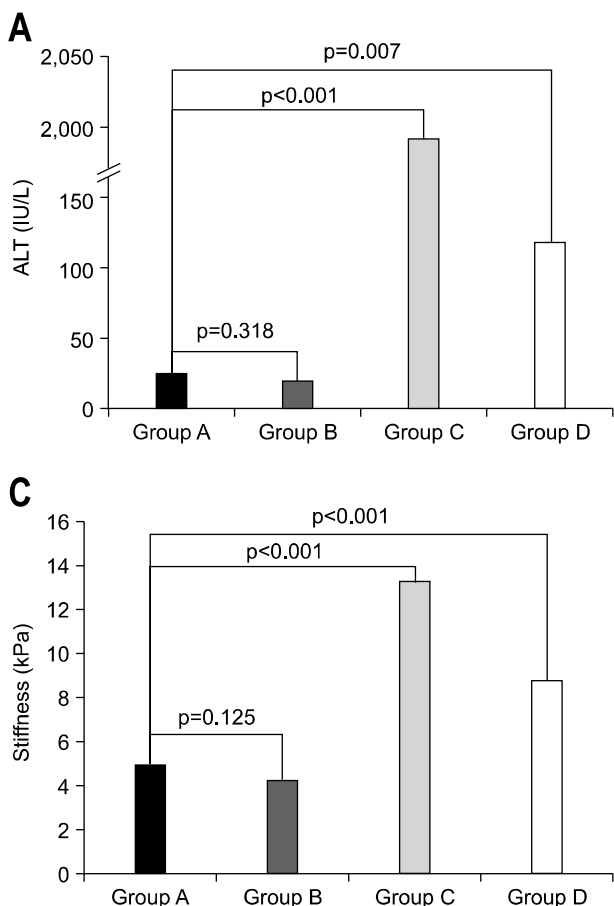 A
2,050
p=0.007
p<0.001
2,000
ALT (IU/L)
150
100
p=0.318
50
0
Group A Group B Group C Group D
C
16
p<0.001
14
p<0.001
12
10
Stiffness (kPa)
8
p=0.125
6
4
2
0
Group A Group B Group C Group D